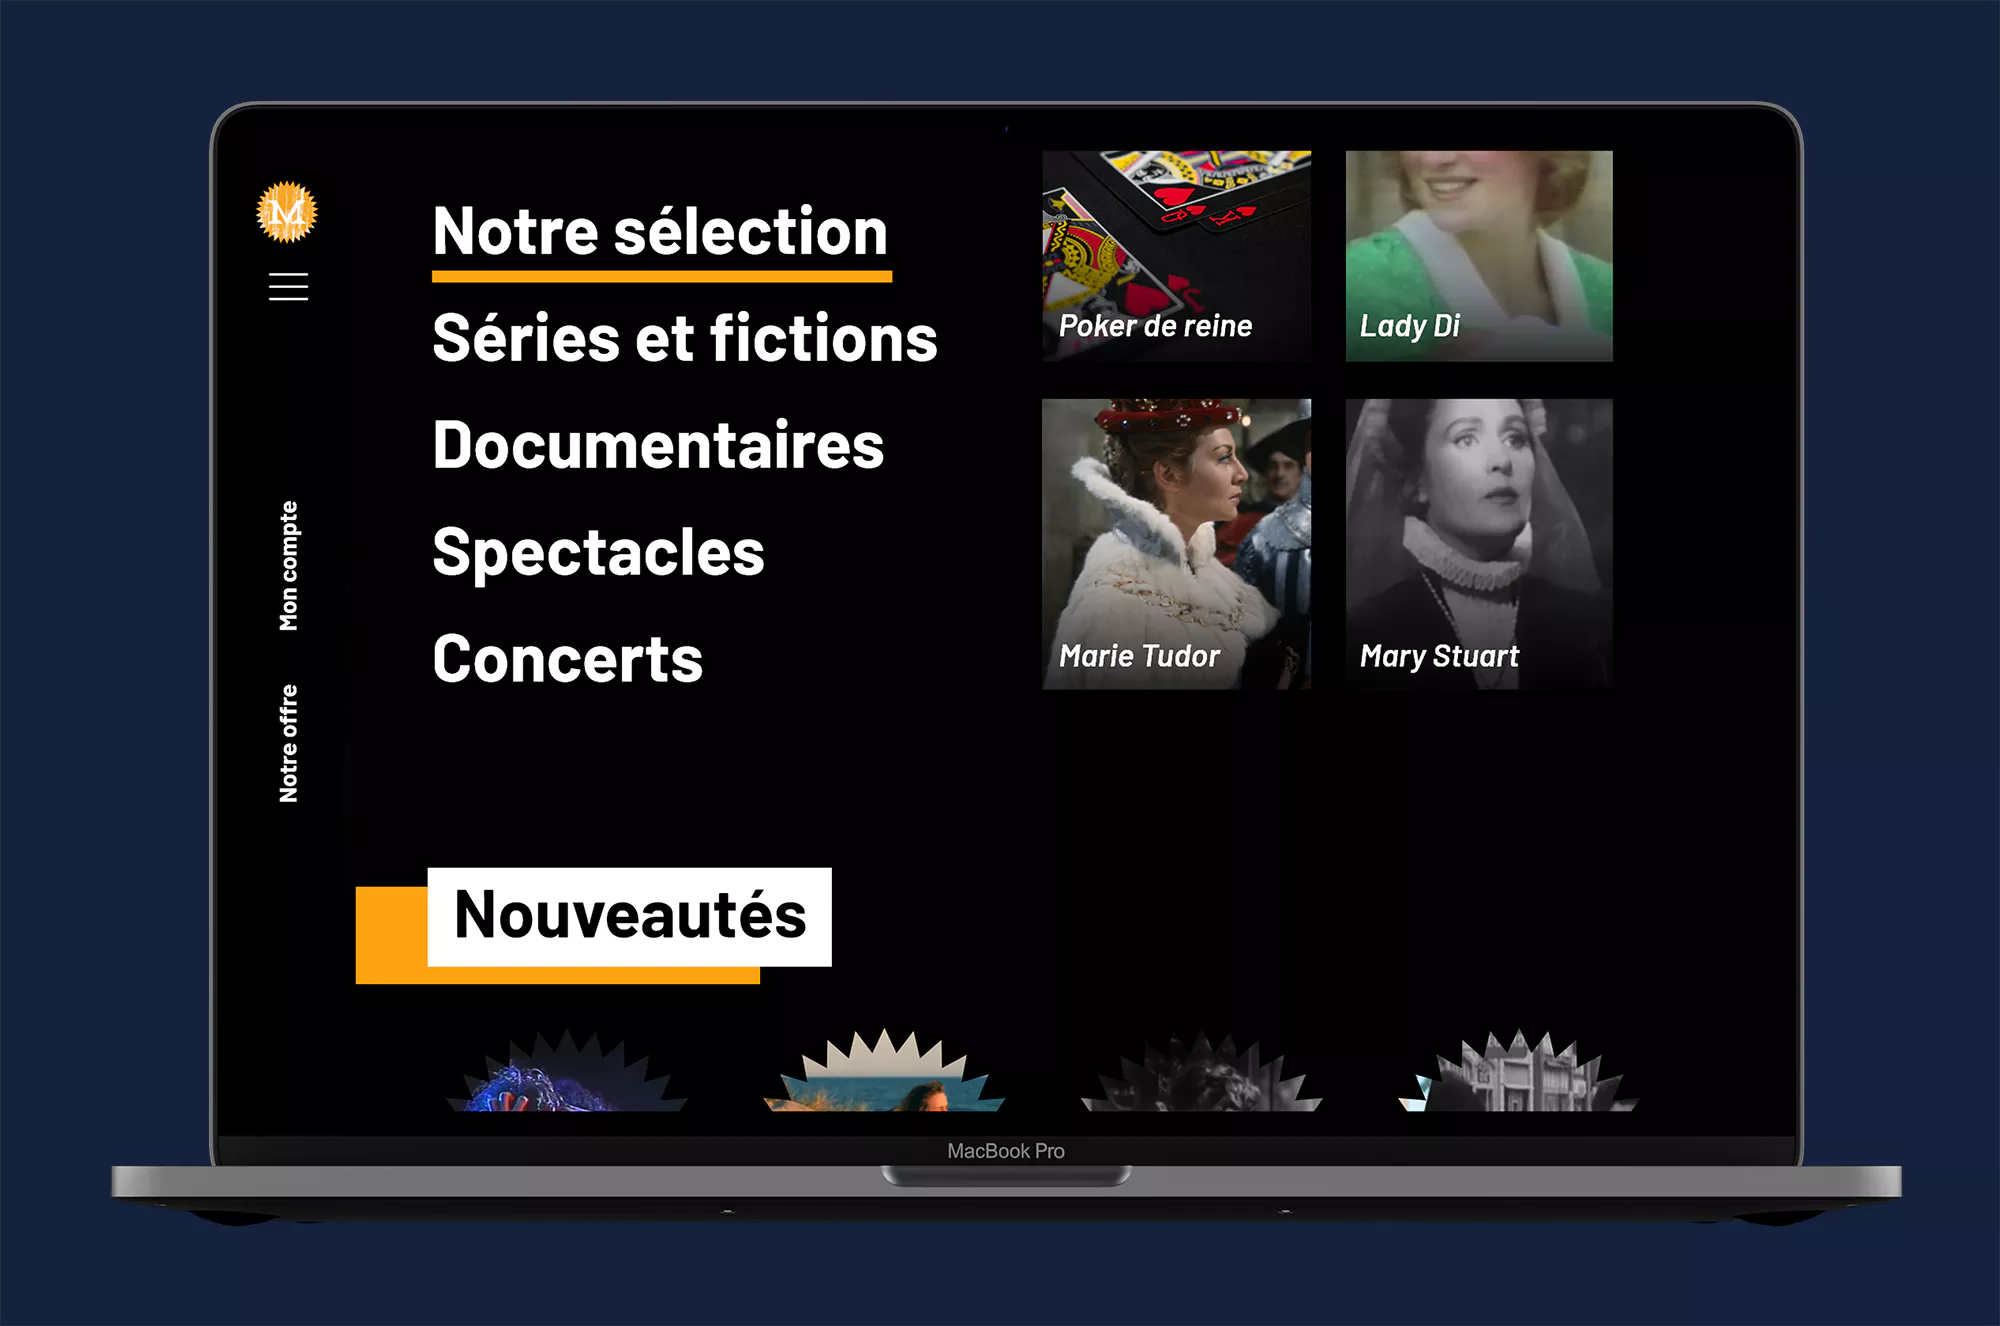 M
Notre sélection
Séries et fictions
Documentaires
Spectacles
Concerts
Mon compte
Notre offre
Poker de reine
Lady Di
Marie Tudor
Mary Stuart
Nouveautés
MacBook Pro